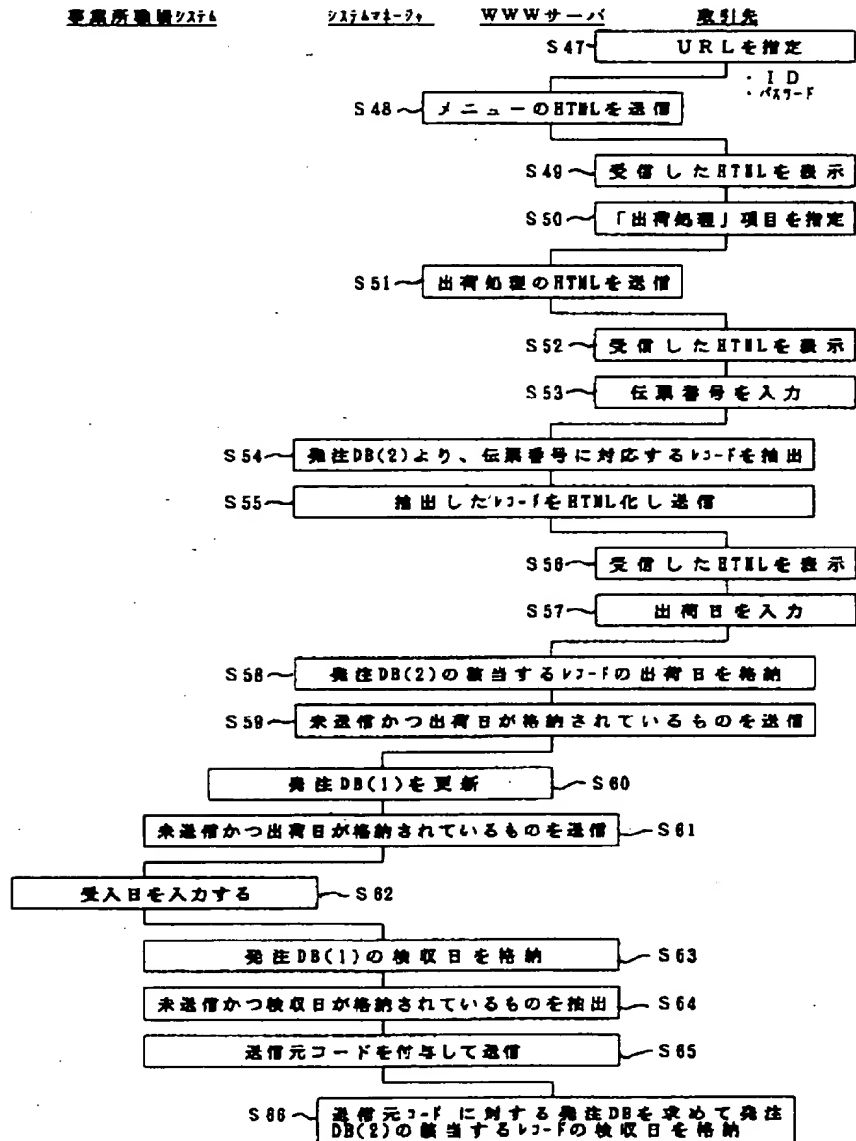 事業所職場システム システムマネージャ WWWサーバ 取引先
S47 URLを指定
・ID
・パスワード
S48 メニューのHTMLを送信
S49 受信したHTMLを表示
S50 「出荷処理」項目を指定
S51 出荷処理のHTMLを送信
S52 受信したHTMLを表示
S53 伝票番号を入力
S54 発注DB(2)より、伝票番号に対応するレコードを抽出
S55 抽出したレコードをHTML化し送信
S56 受信したHTMLを表示
S57 出荷日を入力
S58 発注DB(2)の該当するレコードの出荷日を格納
S59 未送信かつ出荷日が格納されているものを送信
発注DB(1)を更新 S60
未送信かつ出荷日が格納されているものを送信 S61
受入日を入力する S62
発注DB(1)の検収日を格納 S63
未送信かつ検収日が格納されているものを抽出 S64
送信元コードを付与して送信 S65
S66 送信元コードに対する発注DBを求めて発注
DB(2)の該当するレコードの検収日を格納